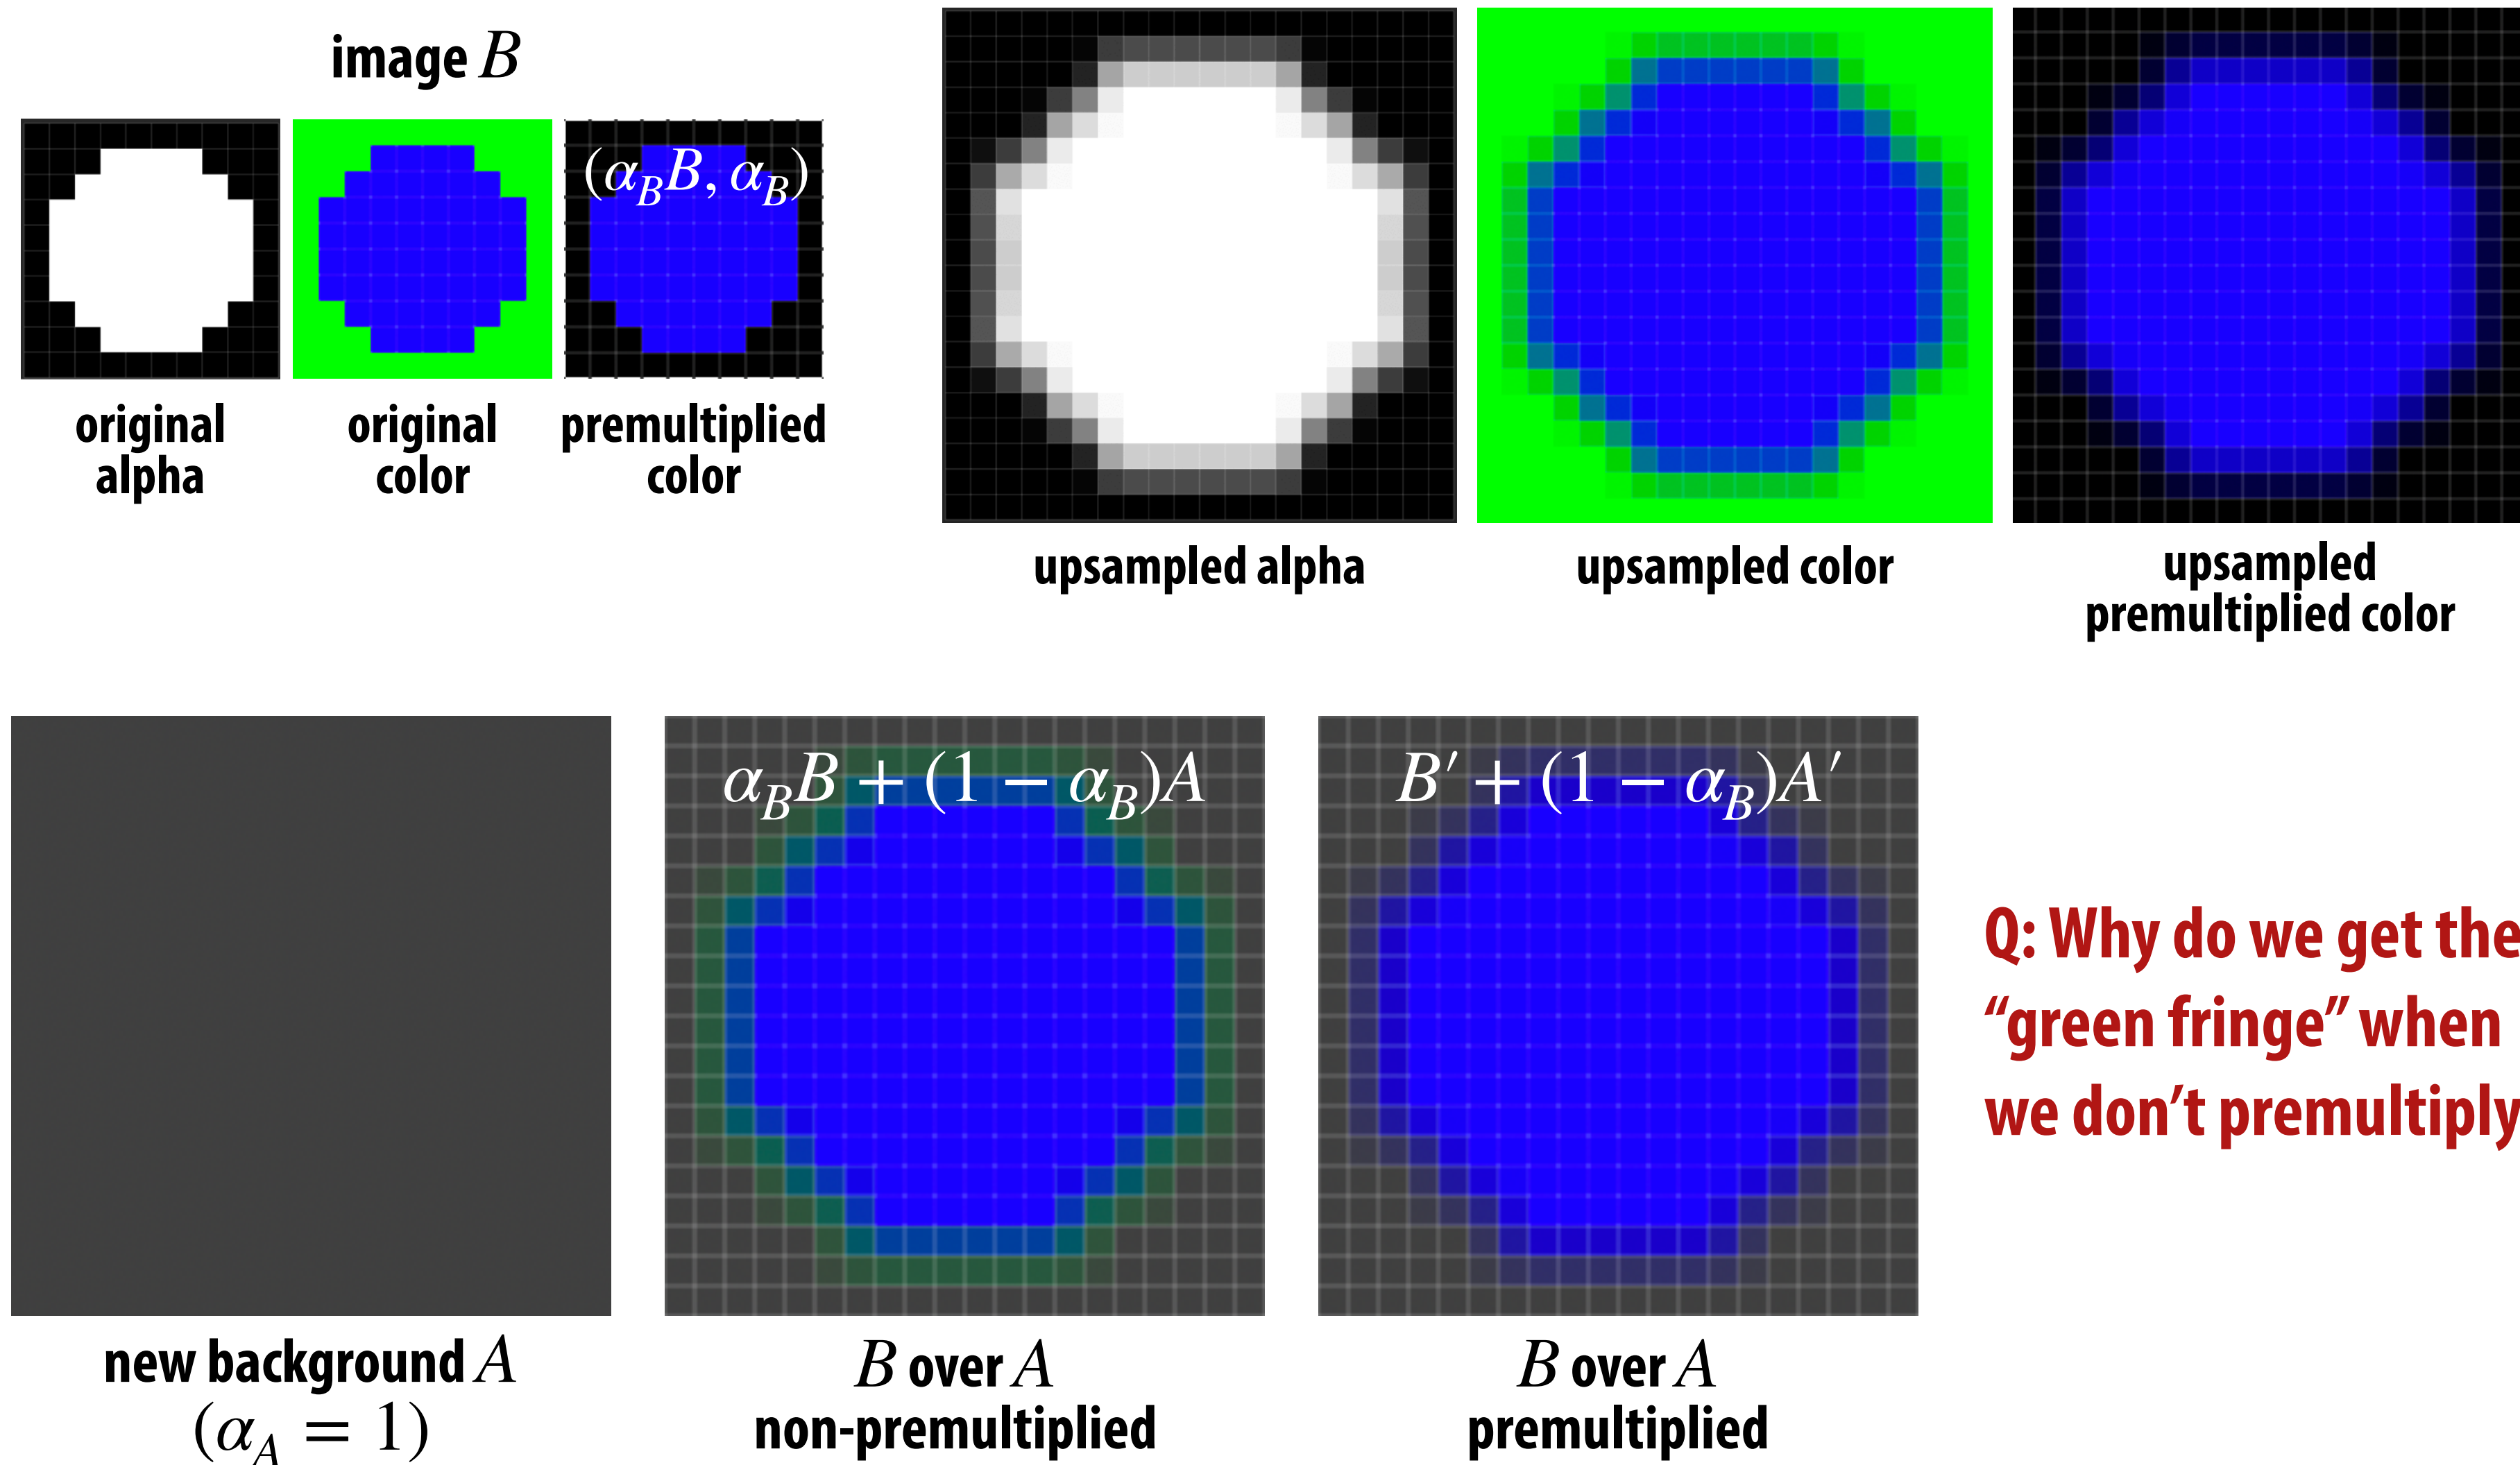 image B
(α_B B, α_B)
original
alpha
original
color
premultiplied
color
upsampled alpha
upsampled color
upsampled
premultiplied color
α_B B + (1 − α_B)A
B′ + (1 − α_B)A′
Q: Why do we get the
“green fringe” when
we don’t premultiply
new background A
(α_A = 1)
B over A
non-premultiplied
B over A
premultiplied